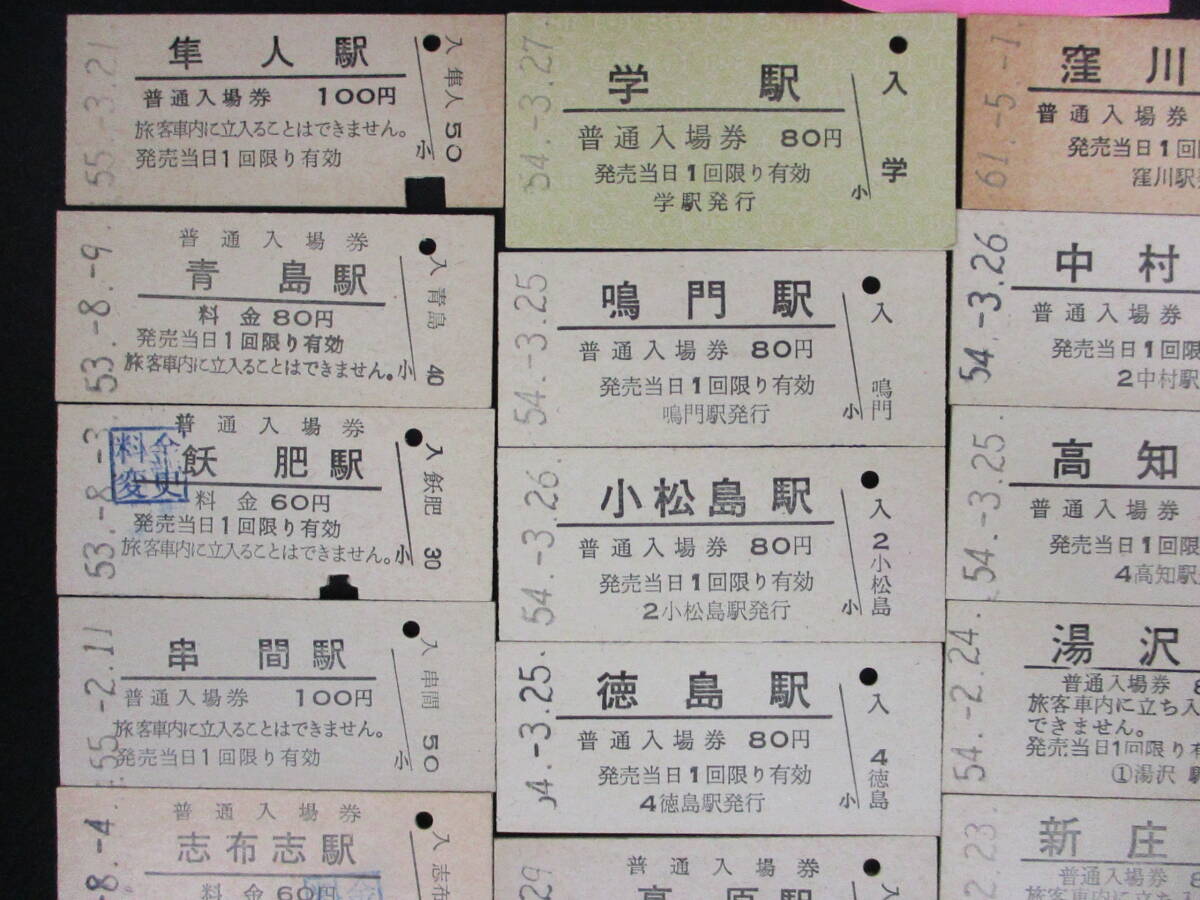 55.-3.21
隼人駅
普通入場券 100円
旅客車内に立入ることはできません。
発売当日1回限り有効
入 隼人 50
小
53.-8.-9.
普通入場券
青島駅
料金80円
発売当日1回限り有効
旅客車内に立入ることはできません。
入 青島 40
小
53.-8.-3
普通入場券
料金
変更
飫肥駅
料金60円
発売当日1回限り有効
旅客車内に立入ることはできません。
入 飫肥 30
小
55.-2.11
串間駅
普通入場券 100円
旅客車内に立入ることはできません。
発売当日1回限り有効
入 串間 50
小
8.-4.
普通入場券
志布志駅
料金60円
料金
入 志布
54.-3.27.
学駅
普通入場券 80円
発売当日1回限り有効
学駅発行
入 学
小
54.-3.25
鳴門駅
普通入場券 80円
発売当日1回限り有効
鳴門駅発行
入 鳴門
小
54.-3.26.
小松島駅
普通入場券 80円
発売当日1回限り有効
2小松島駅発行
入 2小松島
小
54.-3.25.
徳島駅
普通入場券 80円
発売当日1回限り有効
4徳島駅発行
入 4徳島
小
29
普通入場券
入
61.-5.-1
窪川
普通入場券
発売当日1回
窪川駅
54.-3.26
中村
普通入場券
発売当日1回
2中村駅
54.-3.25.
高知
普通入場券
発売当日1回限
4高知駅
54.-2.24.
湯沢
普通入場券
旅客車内に立ち入
できません。
発売当日1回限り
①湯沢 駅
2.23.
新庄
普通入場券
旅客車内に立ち入